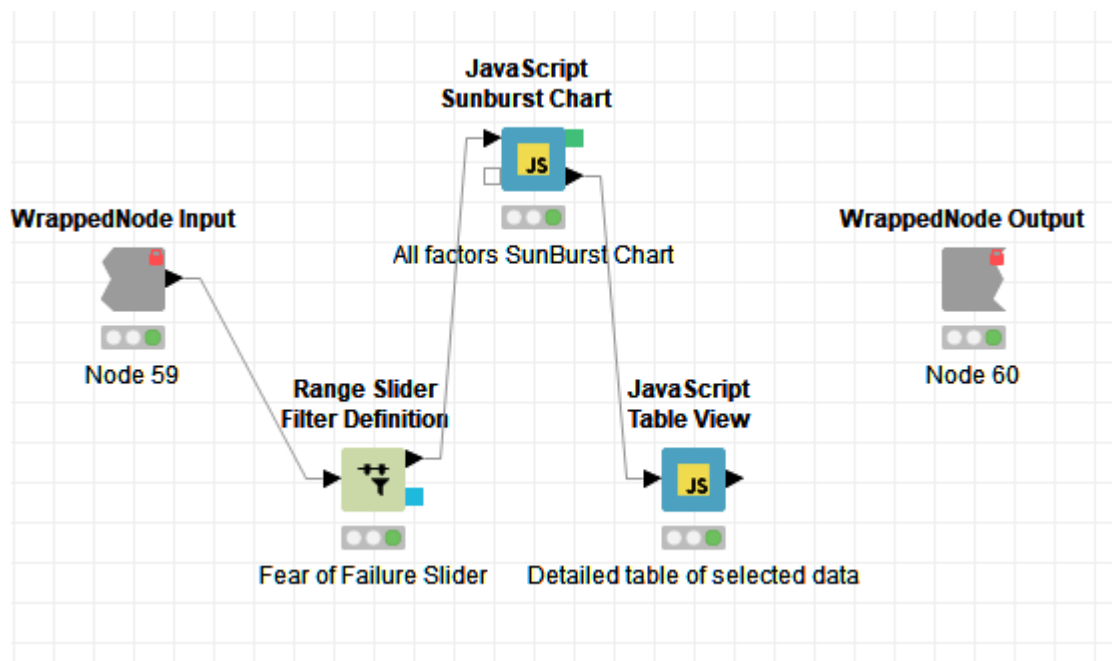 JavaScript
Sunburst Chart
JS
All factors SunBurst Chart
WrappedNode Input
Node 59
WrappedNode Output
Node 60
Range Slider
Filter Definition
Fear of Failure Slider
JavaScript
Table View
JS
Detailed table of selected data